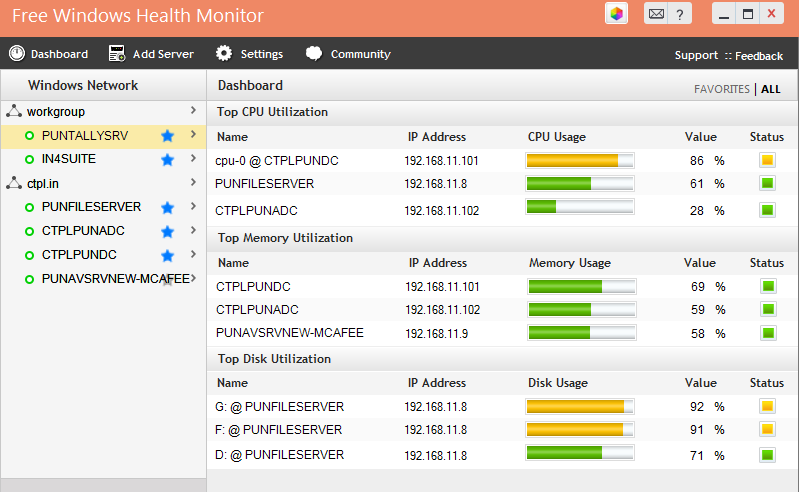 Free Windows Health Monitor
?
Dashboard Add Server Settings Community Support :: Feedback
Windows Network
workgroup
PUNTALLYSRV
IN4SUITE
ctpl.in
PUNFILESERVER
CTPLPUNADC
CTPLPUNDC
PUNAVSRVNEW-MCAFEE
Dashboard FAVORITES | ALL
Top CPU Utilization
Name IP Address CPU Usage Value Status
cpu-0 @ CTPLPUNDC 192.168.11.101 86 %
PUNFILESERVER 192.168.11.8 61 %
CTPLPUNADC 192.168.11.102 28 %
Top Memory Utilization
Name IP Address Memory Usage Value Status
CTPLPUNDC 192.168.11.101 69 %
CTPLPUNADC 192.168.11.102 59 %
PUNAVSRVNEW-MCAFEE 192.168.11.9 58 %
Top Disk Utilization
Name IP Address Disk Usage Value Status
G: @ PUNFILESERVER 192.168.11.8 92 %
F: @ PUNFILESERVER 192.168.11.8 91 %
D: @ PUNFILESERVER 192.168.11.8 71 %